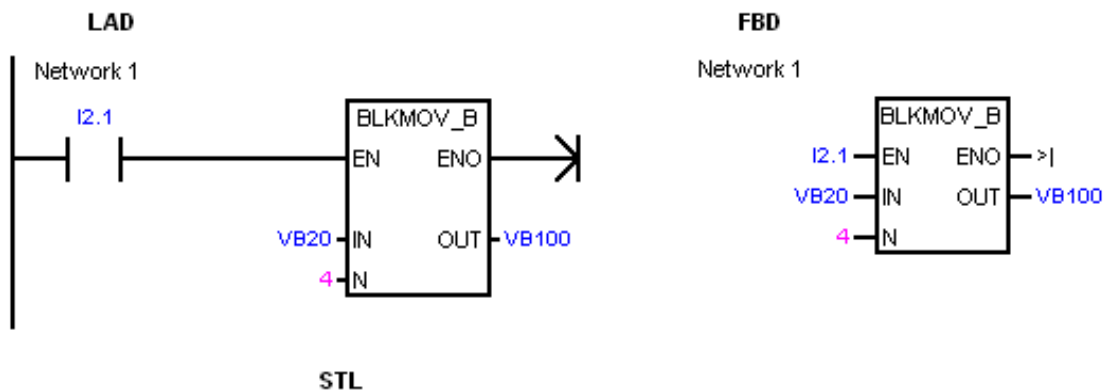 LAD
Network 1
I2.1
BLKMOV_B
EN ENO
VB20 IN OUT VB100
4 N
FBD
Network 1
BLKMOV_B
I2.1 EN ENO >|
VB20 IN OUT VB100
4 N
STL